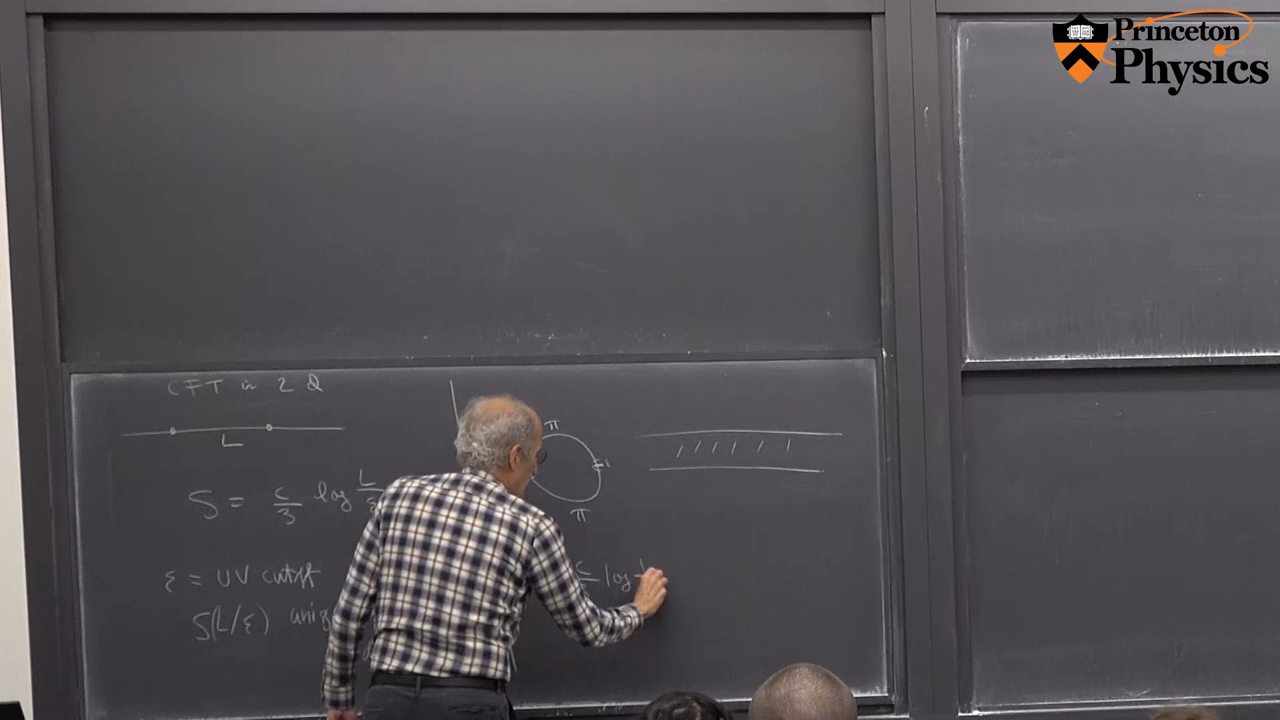 Princeton
Physics
CFT in 2 d
L
S = c/3 log L/ε
ε = UV cutoff
S(L/ε)
π
π
log